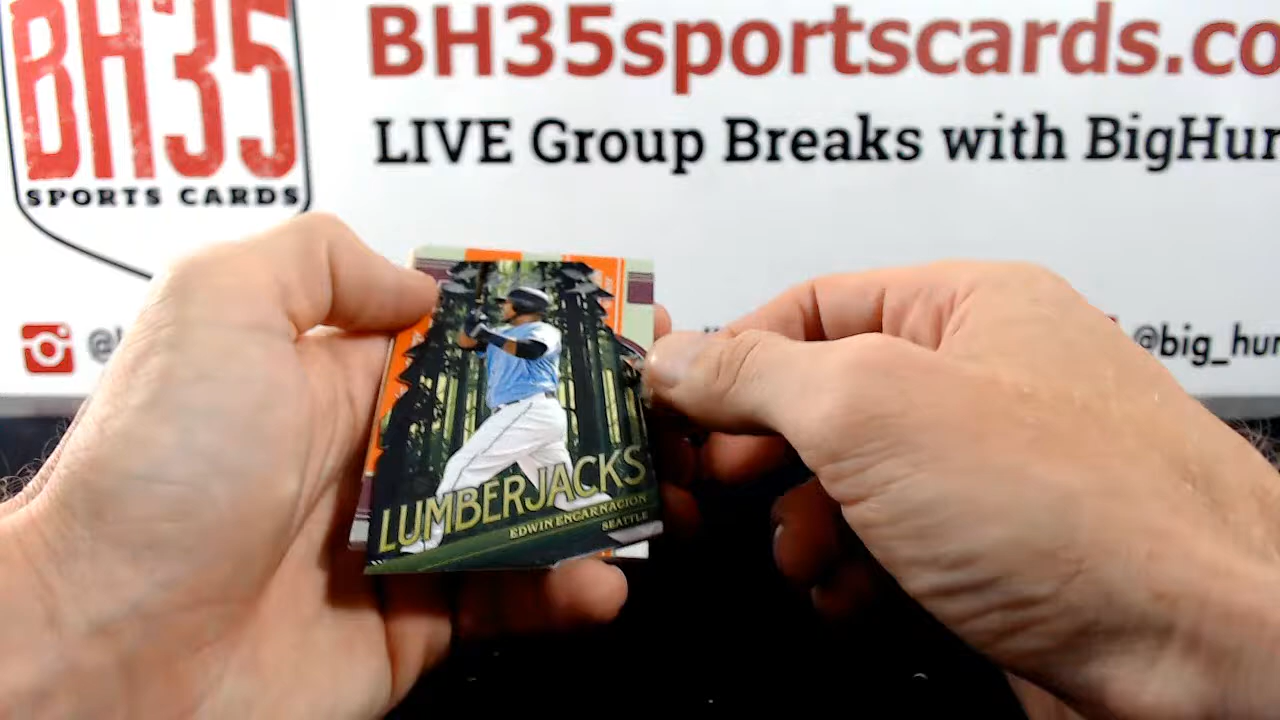 BH35
SPORTS CARDS
BH35sportscards.co
LIVE Group Breaks with BigHur
@big_hur
LUMBERJACKS
EDWIN ENCARNACION
SEATTLE